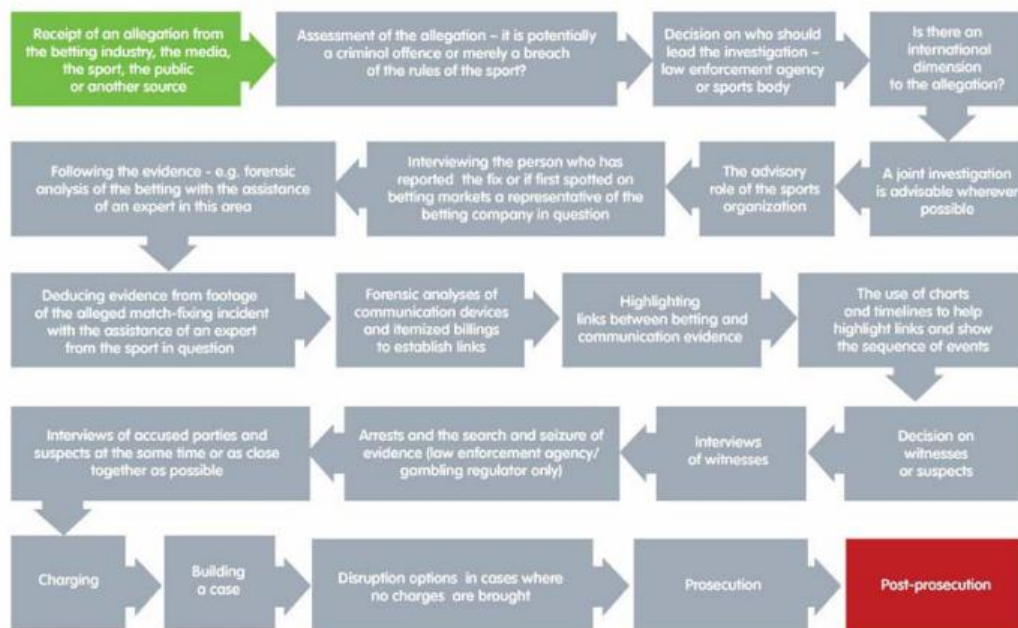 Receipt of an allegation from
the betting industry, the media,
the sport, the public
or another source
Assessment of the allegation – it is potentially
a criminal offence or merely a breach
of the rules of the sport?
Decision on who should
lead the investigation –
law enforcement agency
or sports body
Is there an
international
dimension
to the allegation?
A joint investigation
is advisable wherever
possible
The advisory
role of the sports
organization
Interviewing the person who has
reported the fix or if first spotted on
betting markets a representative of the
betting company in question
Following the evidence - e.g. forensic
analysis of the betting with the assistance
of an expert in this area
Deducing evidence from footage
of the alleged match-fixing incident
with the assistance of an expert
from the sport in question
Forensic analyses of
communication devices
and itemized billings
to establish links
Highlighting
links between betting and
communication evidence
The use of charts
and timelines to help
highlight links and show
the sequence of events
Decision on
witnesses
or suspects
Interviews
of witnesses
Arrests and the search and seizure of
evidence (law enforcement agency/
gambling regulator only)
Interviews of accused parties and
suspects at the same time or as close
together as possible
Charging
Building
a case
Disruption options in cases where
no charges are brought
Prosecution
Post-prosecution